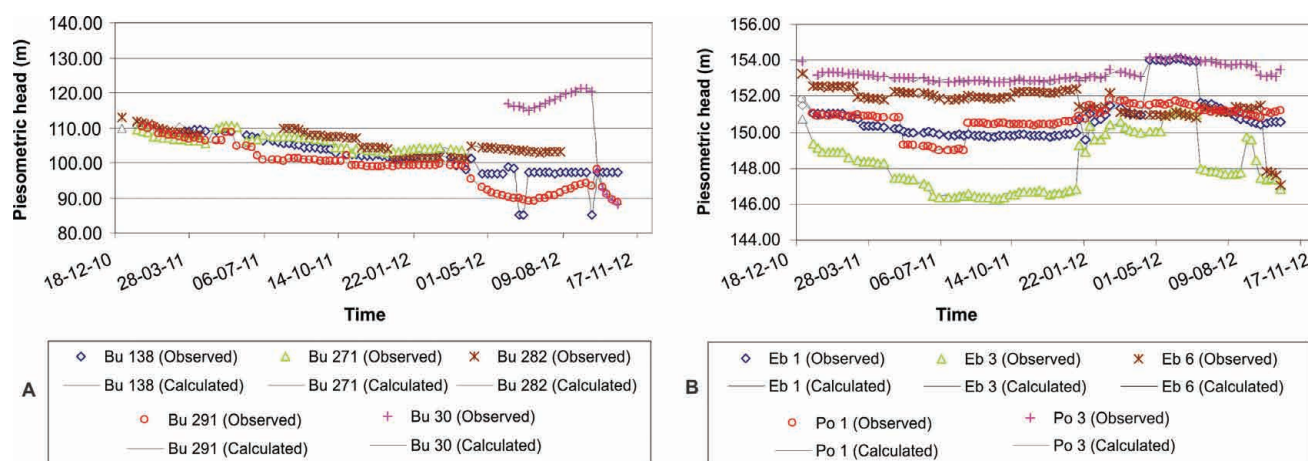 Piesometric head (m)
140.00
130.00
120.00
110.00
100.00
90.00
80.00
18-12-10
28-03-11
06-07-11
14-10-11
22-01-12
01-05-12
09-08-12
17-11-12
Time
Bu 138 (Observed) Bu 271 (Observed) Bu 282 (Observed)
Bu 138 (Calculated) Bu 271 (Calculated) Bu 282 (Calculated)
Bu 291 (Observed) Bu 30 (Observed)
Bu 291 (Calculated) Bu 30 (Calculated)
A
Piesometric head (m)
156.00
154.00
152.00
150.00
148.00
146.00
144.00
18-12-10
28-03-11
06-07-11
14-10-11
22-01-12
01-05-12
09-08-12
17-11-12
Time
Eb 1 (Observed) Eb 3 (Observed) Eb 6 (Observed)
Eb 1 (Calculated) Eb 3 (Calculated) Eb 6 (Calculated)
Po 1 (Observed) Po 3 (Observed)
Po 1 (Calculated) Po 3 (Calculated)
B